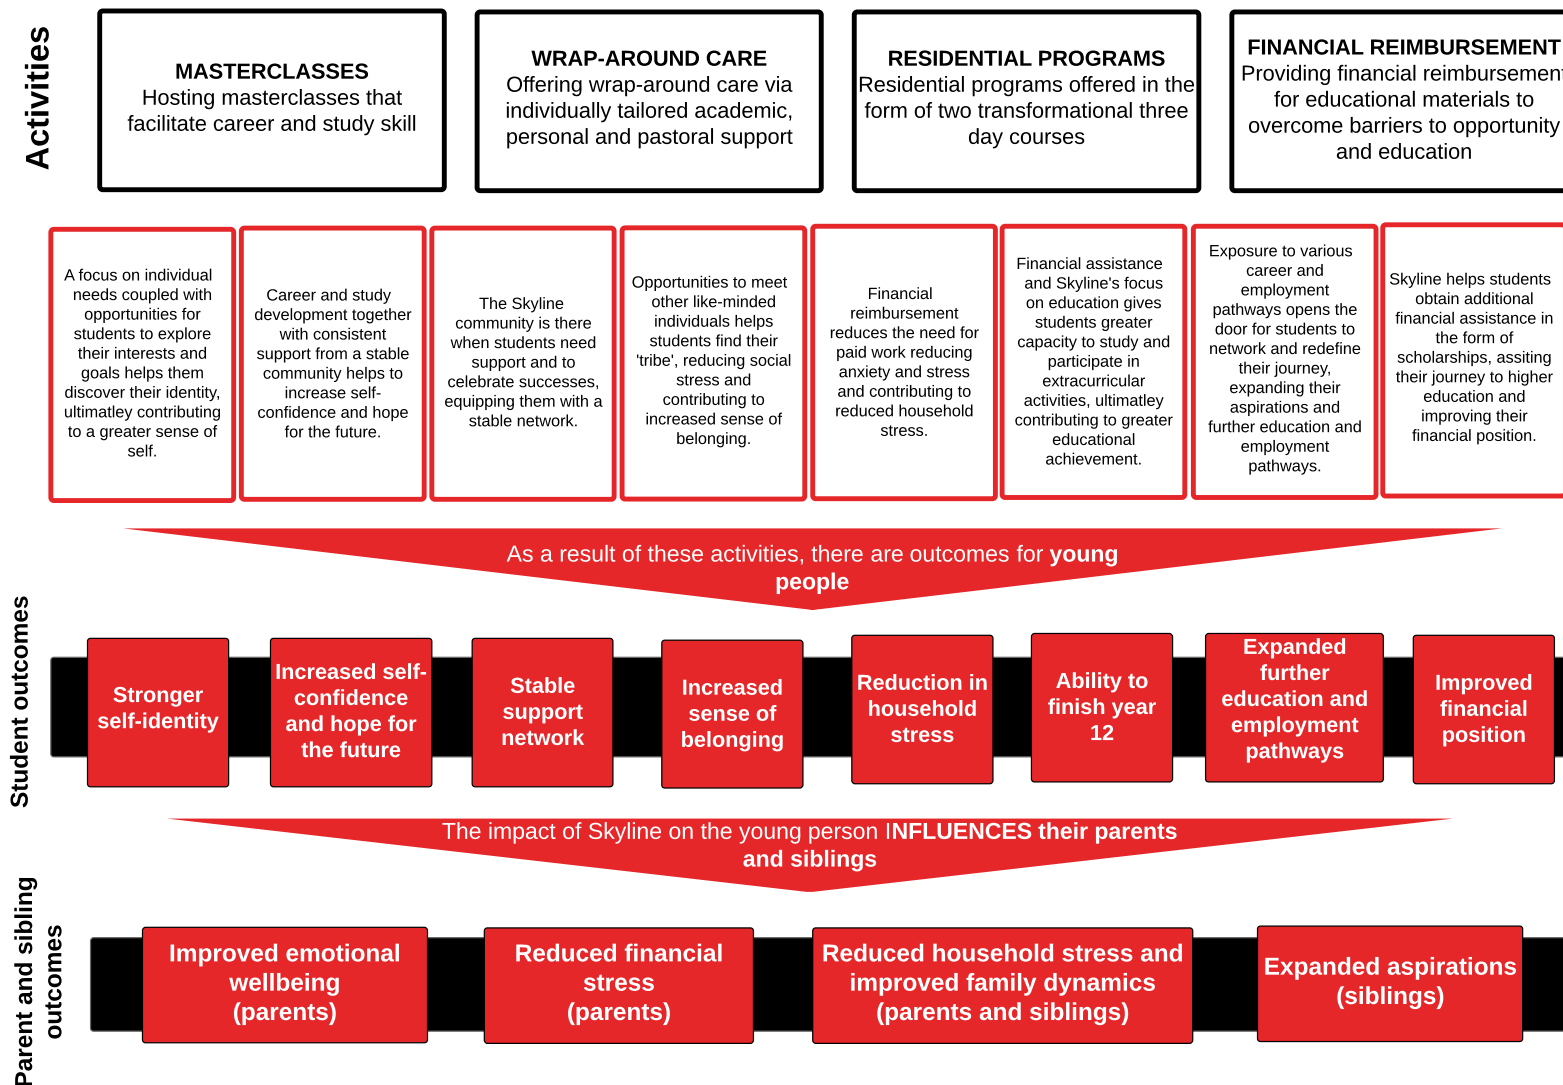 Activities
MASTERCLASSES
Hosting masterclasses that
facilitate career and study skill
WRAP-AROUND CARE
Offering wrap-around care via
individually tailored academic,
personal and pastoral support
RESIDENTIAL PROGRAMS
Residential programs offered in the
form of two transformational three
day courses
FINANCIAL REIMBURSEMENT
Providing financial reimbursement
for educational materials to
overcome barriers to opportunity
and education
A focus on individual
needs coupled with
opportunities for
students to explore
their interests and
goals helps them
discover their identity,
ultimatley contributing
to a greater sense of
self.
Career and study
development together
with consistent
support from a stable
community helps to
increase self-
confidence and hope
for the future.
The Skyline
community is there
when students need
support and to
celebrate successes,
equipping them with a
stable network.
Opportunities to meet
other like-minded
individuals helps
students find their
'tribe', reducing social
stress and
contributing to
increased sense of
belonging.
Financial
reimbursement
reduces the need for
paid work reducing
anxiety and stress
and contributing to
reduced household
stress.
Financial assistance
and Skyline's focus
on education gives
students greater
capacity to study and
participate in
extracurricular
activities, ultimatley
contributing to greater
educational
achievement.
Exposure to various
career and
employment
pathways opens the
door for students to
network and redefine
their journey,
expanding their
aspirations and
further education and
employment
pathways.
Skyline helps students
obtain additional
financial assistance in
the form of
scholarships, assiting
their journey to higher
education and
improving their
financial position.
As a result of these activities, there are outcomes for young
people
Student outcomes
Stronger
self-identity
Increased self-
confidence
and hope for
the future
Stable
support
network
Increased
sense of
belonging
Reduction in
household
stress
Ability to
finish year
12
Expanded
further
education and
employment
pathways
Improved
financial
position
The impact of Skyline on the young person INFLUENCES their parents
and siblings
Parent and sibling
outcomes
Improved emotional
wellbeing
(parents)
Reduced financial
stress
(parents)
Reduced household stress and
improved family dynamics
(parents and siblings)
Expanded aspirations
(siblings)